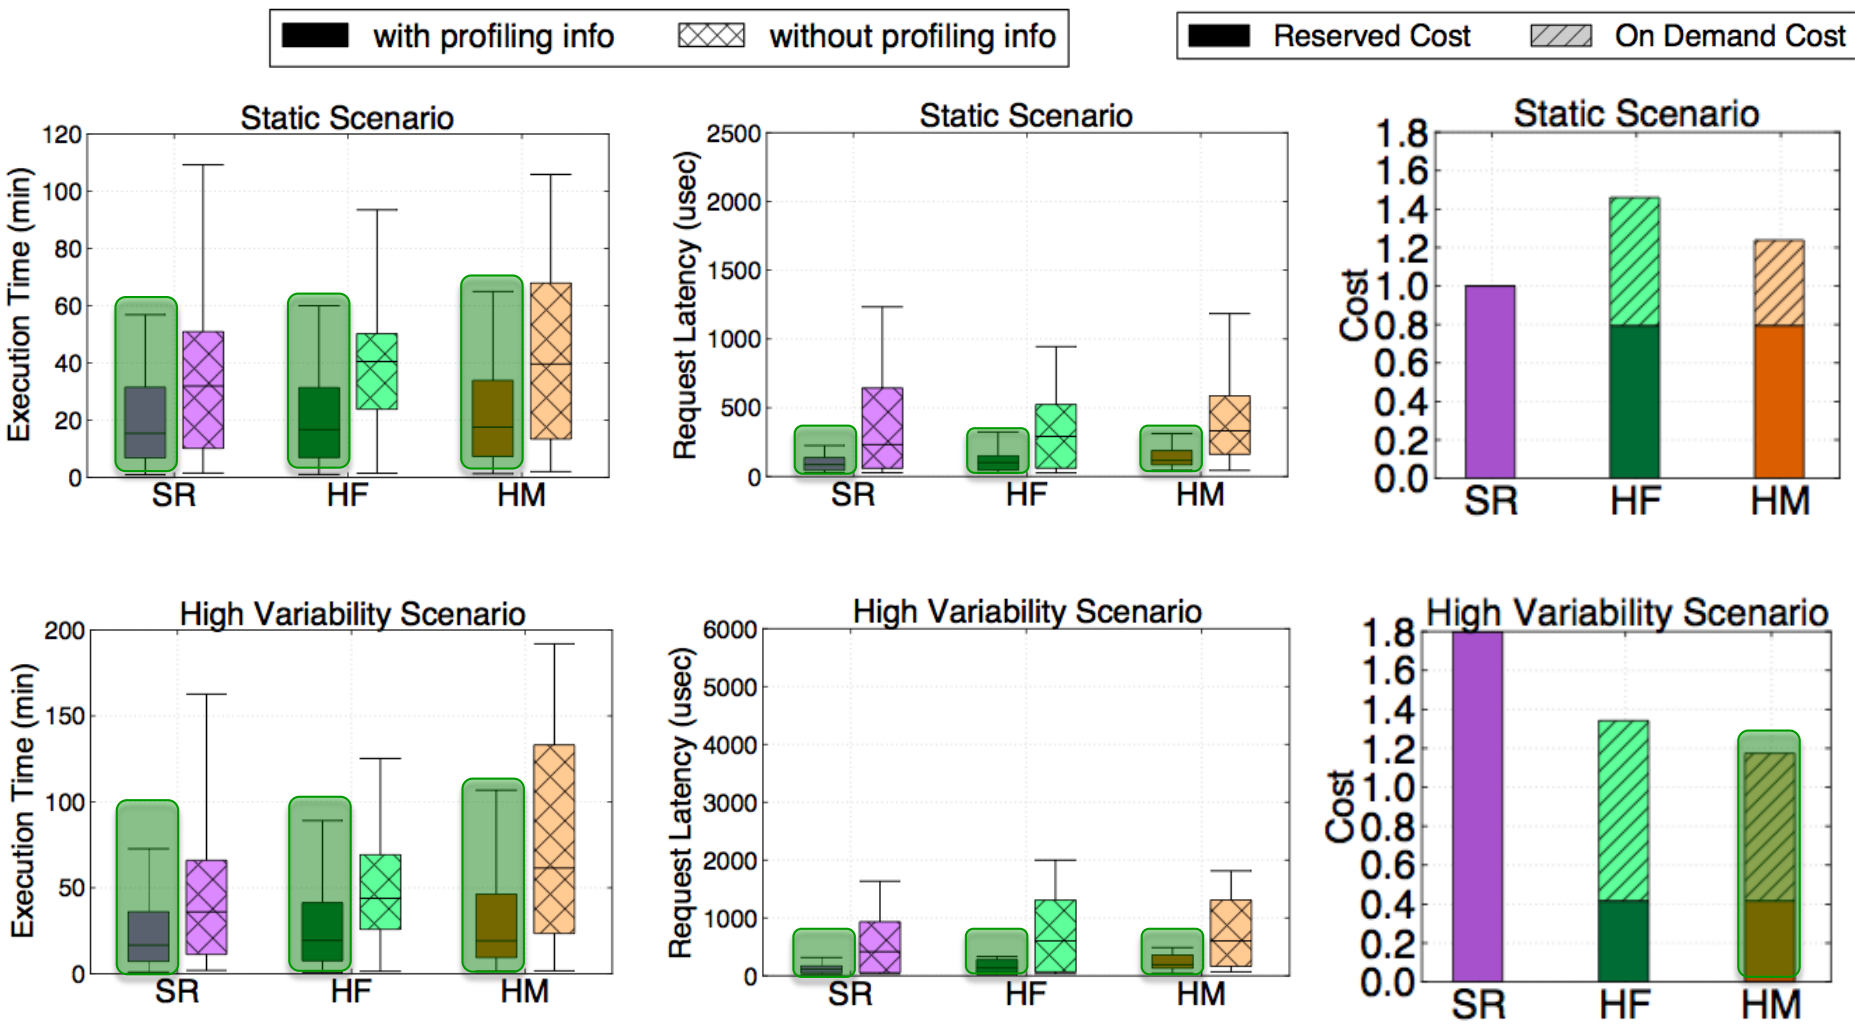 with profiling info without profiling info
Reserved Cost On Demand Cost
Static Scenario
Execution Time (min)
120
100
80
60
40
20
0
SR HF HM
Static Scenario
Request Latency (usec)
2500
2000
1500
1000
500
0
SR HF HM
Static Scenario
Cost
1.8
1.6
1.4
1.2
1.0
0.8
0.6
0.4
0.2
0.0
SR HF HM
High Variability Scenario
Execution Time (min)
200
150
100
50
0
SR HF HM
High Variability Scenario
Request Latency (usec)
6000
5000
4000
3000
2000
1000
0
SR HF HM
High Variability Scenario
Cost
1.8
1.6
1.4
1.2
1.0
0.8
0.6
0.4
0.2
0.0
SR HF HM